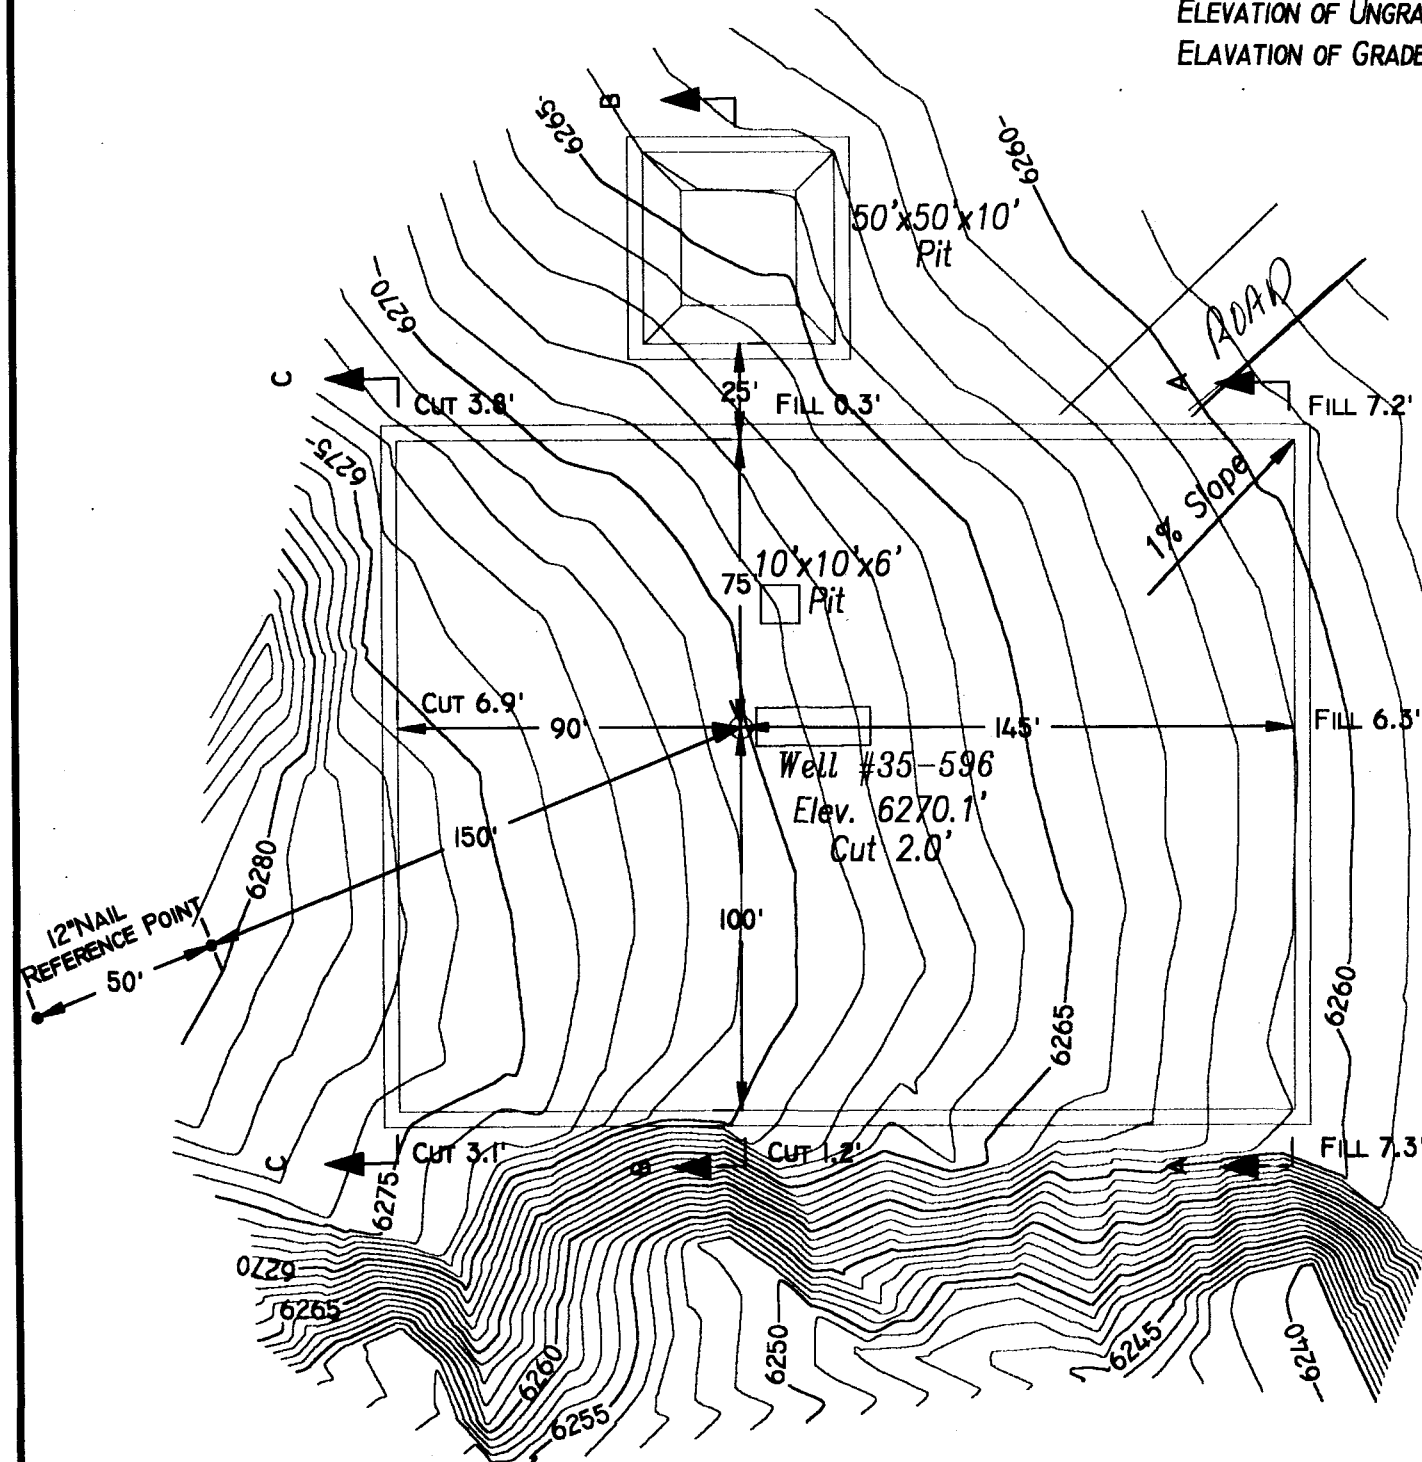 ELEVATION OF UNGRA
ELAVATION OF GRADE
B
6265-
6260-
50'x50'x10'
Pit
6270-
ROAD
C
A
CUT 3.8'
25'
FILL 0.3'
FILL 7.2'
-6275-
1% Slope
10'x10'x6'
Pit
75'
CUT 6.9'
90'
145'
FILL 6.3'
Well #35-596
Elev. 6270.1'
Cut 2.0'
150'
6280
12"NAIL
REFERENCE POINT
50'
100'
6260
6265
C
CUT 3.1'
B
CUT 1.2'
A
FILL 7.3'
6275
6270
6265
6260
6255
6250
6245
6240-